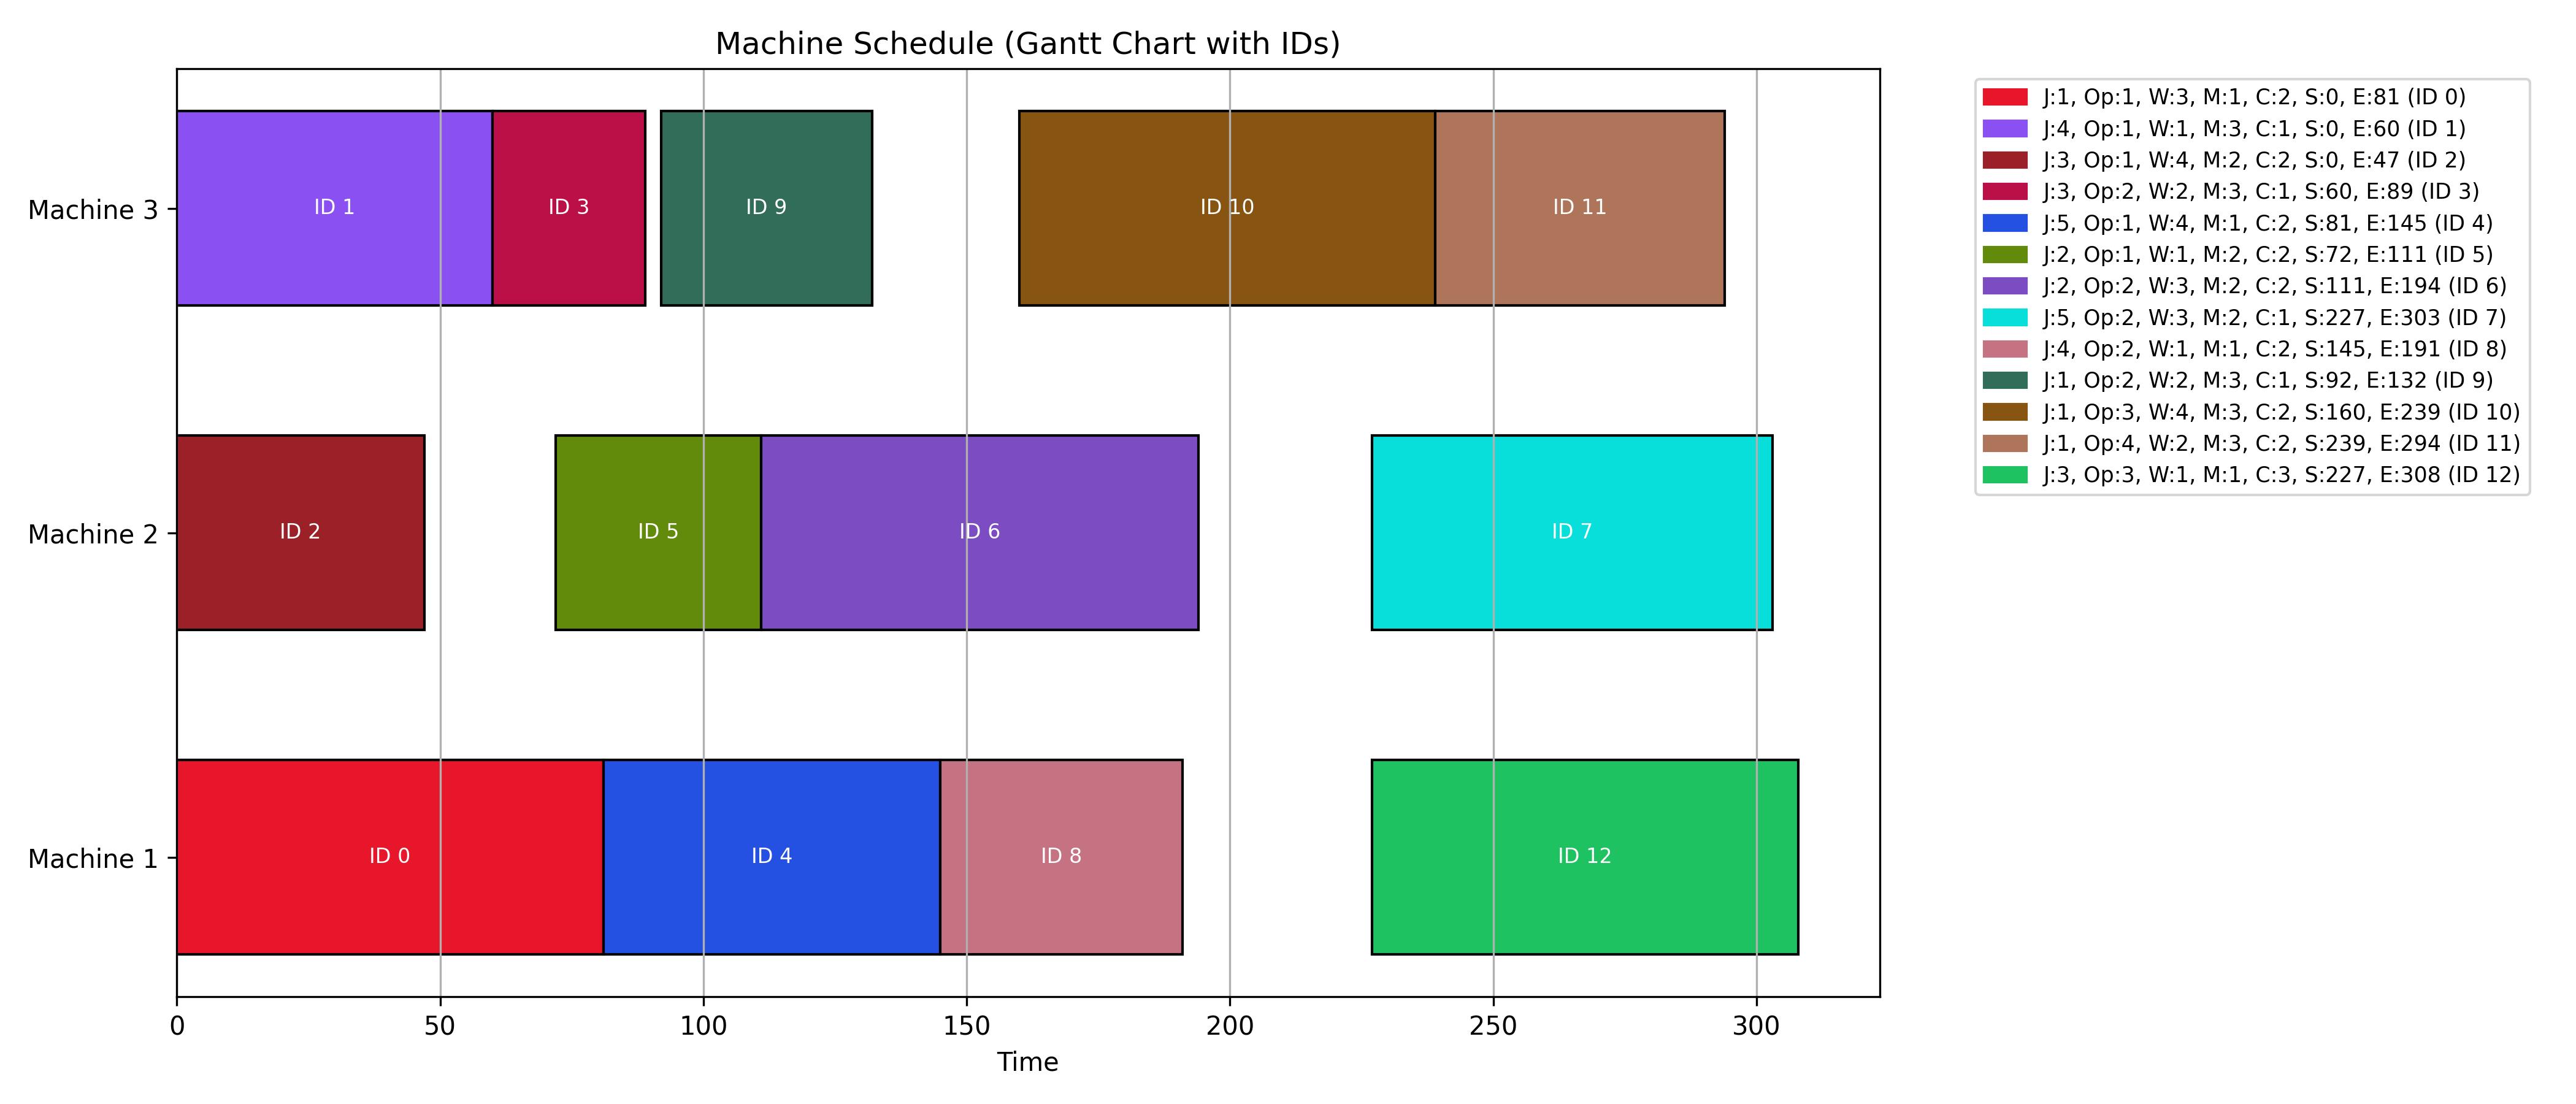 Machine Schedule (Gantt Chart with IDs)
Machine 3
ID 1
ID 3
ID 9
ID 10
ID 11
Machine 2
ID 2
ID 5
ID 6
ID 7
Machine 1
ID 0
ID 4
ID 8
ID 12
0
50
100
150
200
250
300
Time
J:1, Op:1, W:3, M:1, C:2, S:0, E:81 (ID 0)
J:4, Op:1, W:1, M:3, C:1, S:0, E:60 (ID 1)
J:3, Op:1, W:4, M:2, C:2, S:0, E:47 (ID 2)
J:3, Op:2, W:2, M:3, C:1, S:60, E:89 (ID 3)
J:5, Op:1, W:4, M:1, C:2, S:81, E:145 (ID 4)
J:2, Op:1, W:1, M:2, C:2, S:72, E:111 (ID 5)
J:2, Op:2, W:3, M:2, C:2, S:111, E:194 (ID 6)
J:5, Op:2, W:3, M:2, C:1, S:227, E:303 (ID 7)
J:4, Op:2, W:1, M:1, C:2, S:145, E:191 (ID 8)
J:1, Op:2, W:2, M:3, C:1, S:92, E:132 (ID 9)
J:1, Op:3, W:4, M:3, C:2, S:160, E:239 (ID 10)
J:1, Op:4, W:2, M:3, C:2, S:239, E:294 (ID 11)
J:3, Op:3, W:1, M:1, C:3, S:227, E:308 (ID 12)